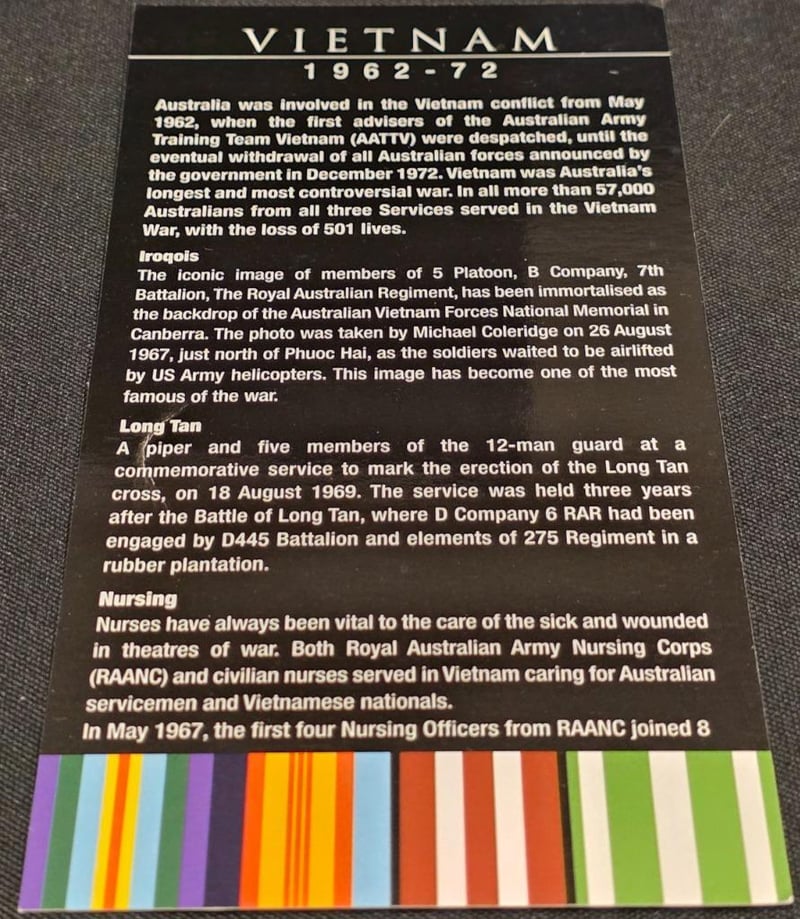 VIETNAM
1962-72
Australia was involved in the Vietnam conflict from May
1962, when the first advisers of the Australian Army
Training Team Vietnam (AATTV) were despatched, until the
eventual withdrawal of all Australian forces announced by
the government in December 1972. Vietnam was Australia's
longest and most controversial war. In all more than 57,000
Australians from all three Services served in the Vietnam
War, with the loss of 501 lives.
Iroqois
The iconic image of members of 5 Platoon, B Company, 7th
Battalion, The Royal Australian Regiment, has been immortalised as
the backdrop of the Australian Vietnam Forces National Memorial in
Canberra. The photo was taken by Michael Coleridge on 26 August
1967, just north of Phuoc Hai, as the soldiers waited to be airlifted
by US Army helicopters. This image has become one of the most
famous of the war.
Long Tan
A piper and five members of the 12-man guard at a
commemorative service to mark the erection of the Long Tan
cross, on 18 August 1969. The service was held three years
after the Battle of Long Tan, where D Company 6 RAR had been
engaged by D445 Battalion and elements of 275 Regiment in a
rubber plantation.
Nursing
Nurses have always been vital to the care of the sick and wounded
in theatres of war. Both Royal Australian Army Nursing Corps
(RAANC) and civilian nurses served in Vietnam caring for Australian
servicemen and Vietnamese nationals.
In May 1967, the first four Nursing Officers from RAANC joined 8